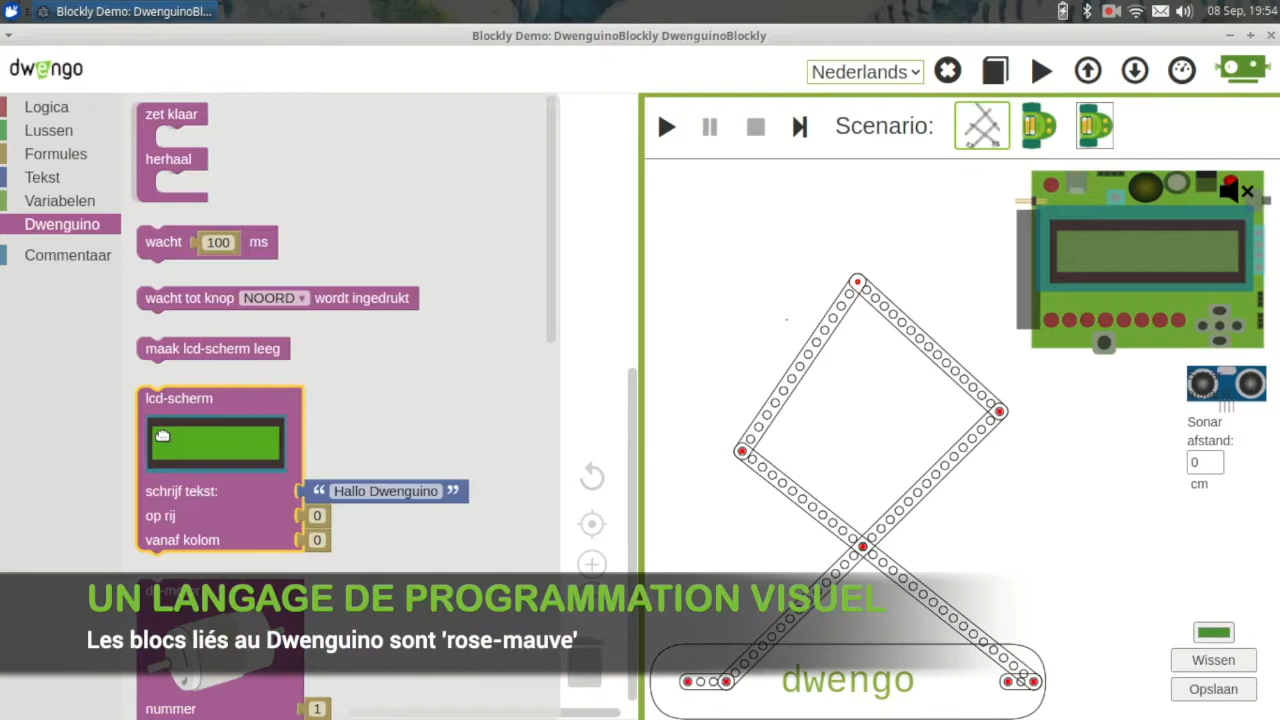 Blockly Demo: DwenguinoBl...
08 Sep, 19:54
Blockly Demo: DwenguinoBlockly DwenguinoBlockly
dwengo
Nederlands
Logica
Lussen
Formules
Tekst
Variabelen
Dwenguino
Commentaar
zet klaar
herhaal
wacht 100 ms
wacht tot knop NOORD wordt ingedrukt
maak lcd-scherm leeg
lcd-scherm
schrijf tekst: “ Hallo Dwenguino ”
op rij 0
vanaf kolom 0
nummer 1
Scenario:
Sonar
afstand:
0
cm
dwengo
Wissen
Opslaan
UN LANGAGE DE PROGRAMMATION VISUEL
Les blocs liés au Dwenguino sont 'rose-mauve'